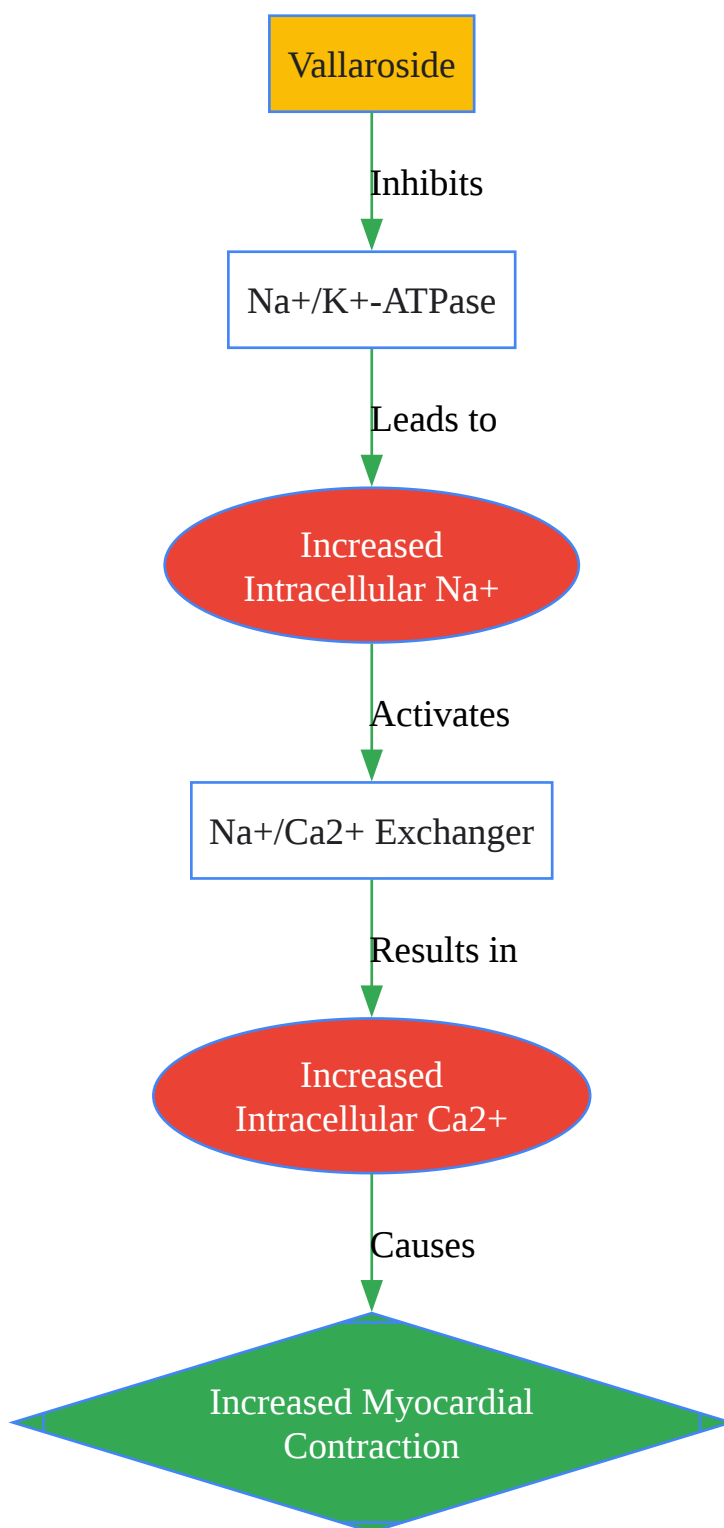 Vallaroside
Inhibits
Na+/K+-ATPase
Leads to
Increased
Intracellular Na+
Activates
Na+/Ca2+ Exchanger
Results in
Increased
Intracellular Ca2+
Causes
Increased Myocardial
Contraction